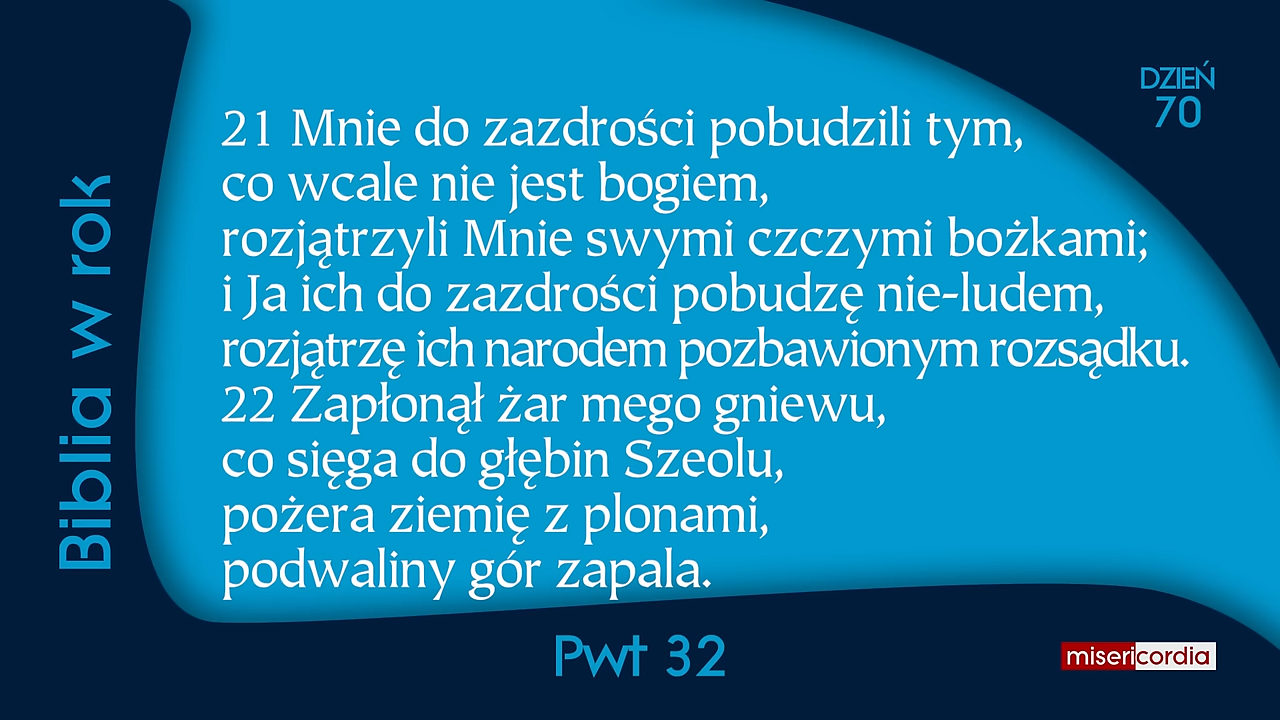 DZIEŃ
70
21 Mnie do zazdrości pobudzili tym,
co wcale nie jest bogiem,
rozjątrzyli Mnie swymi czczymi bożkami;
i Ja ich do zazdrości pobudzę nie-ludem,
rozjątrzę ich narodem pozbawionym rozsądku.
22 Zapłonął żar mego gniewu,
co sięga do głębin Szeolu,
pożera ziemię z plonami,
podwaliny gór zapala.
Biblia w rok
Pwt 32
misericordia